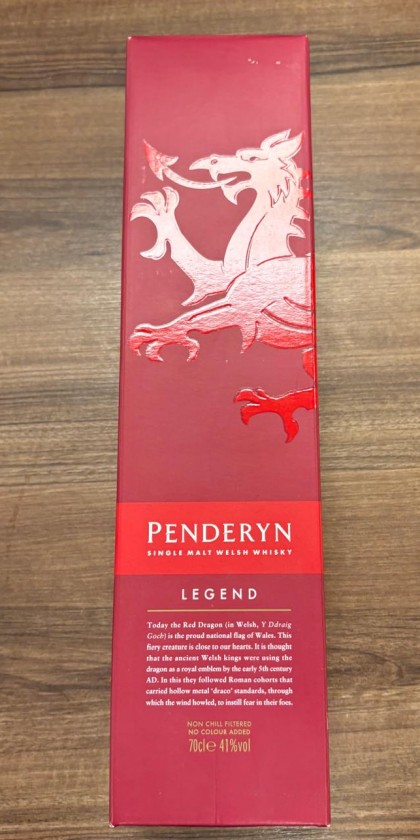 PENDERYN
SINGLE MALT WELSH WHISKY
LEGEND
Today the Red Dragon (in Welsh, Y Ddraig
Goch) is the proud national flag of Wales. This
fiery creature is close to our hearts. It is thought
that the ancient Welsh kings were using the
dragon as a royal emblem by the early 5th century
AD. In this they followed Roman cohorts that
carried hollow metal 'draco' standards, through
which the wind howled, to instill fear in their foes.
NON CHILL FILTERED
NO COLOUR ADDED
70cl℮ 41%vol